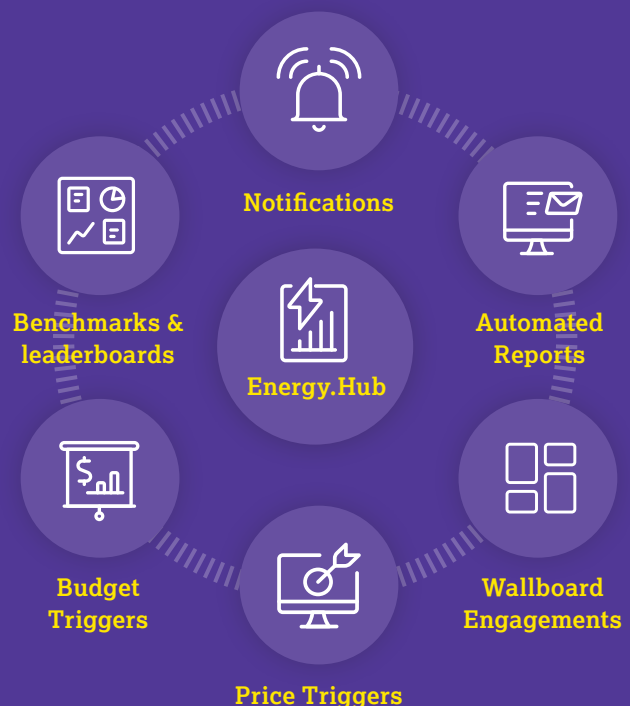 Notifications
Benchmarks &
leaderboards
Automated
Reports
Energy.Hub
$
Budget
Triggers
Wallboard
Engagements
Price Triggers